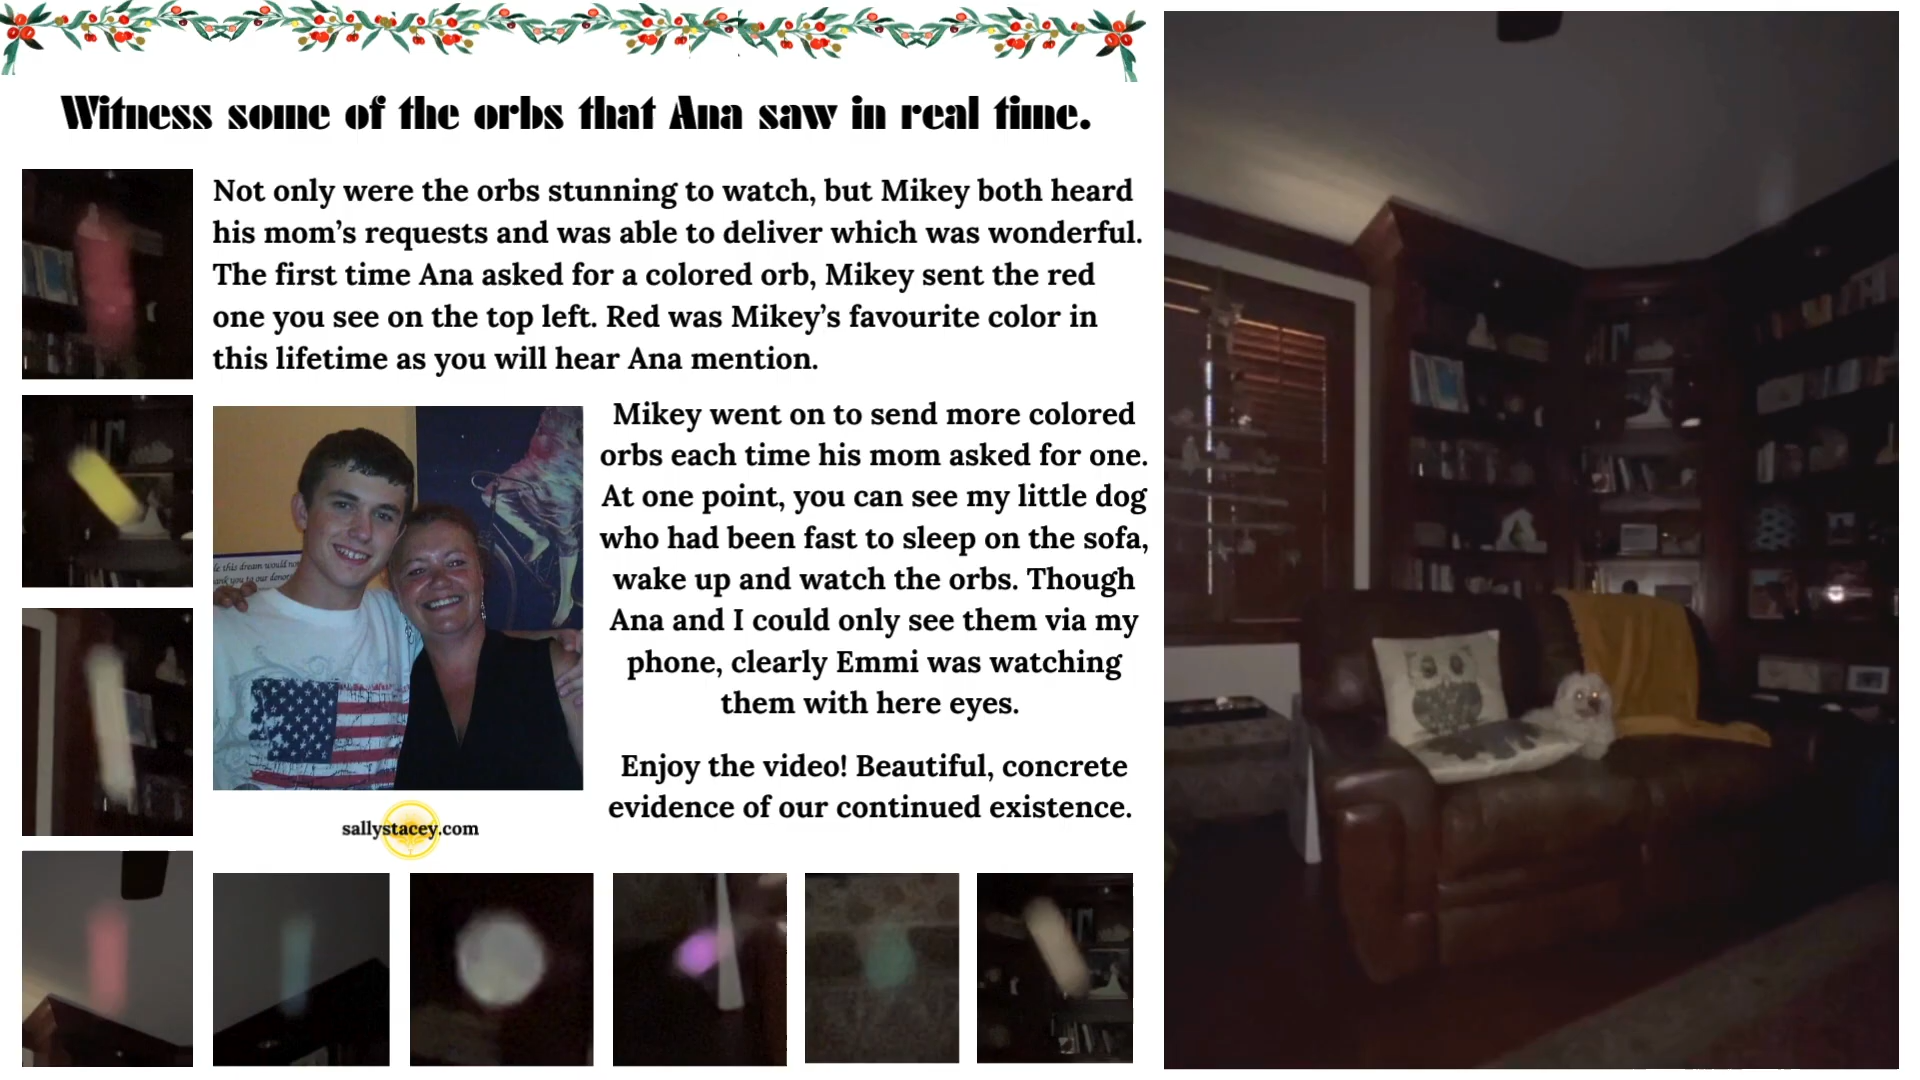 Witness some of the orbs that Ana saw in real time.
Not only were the orbs stunning to watch, but Mikey both heard
his mom's requests and was able to deliver which was wonderful.
The first time Ana asked for a colored orb, Mikey sent the red
one you see on the top left. Red was Mikey's favourite color in
this lifetime as you will hear Ana mention.
Mikey went on to send more colored
orbs each time his mom asked for one.
At one point, you can see my little dog
who had been fast to sleep on the sofa,
wake up and watch the orbs. Though
Ana and I could only see them via my
phone, clearly Emmi was watching
them with here eyes.
Enjoy the video! Beautiful, concrete
evidence of our continued existence.
this dream would
you to our
sallystacey.com